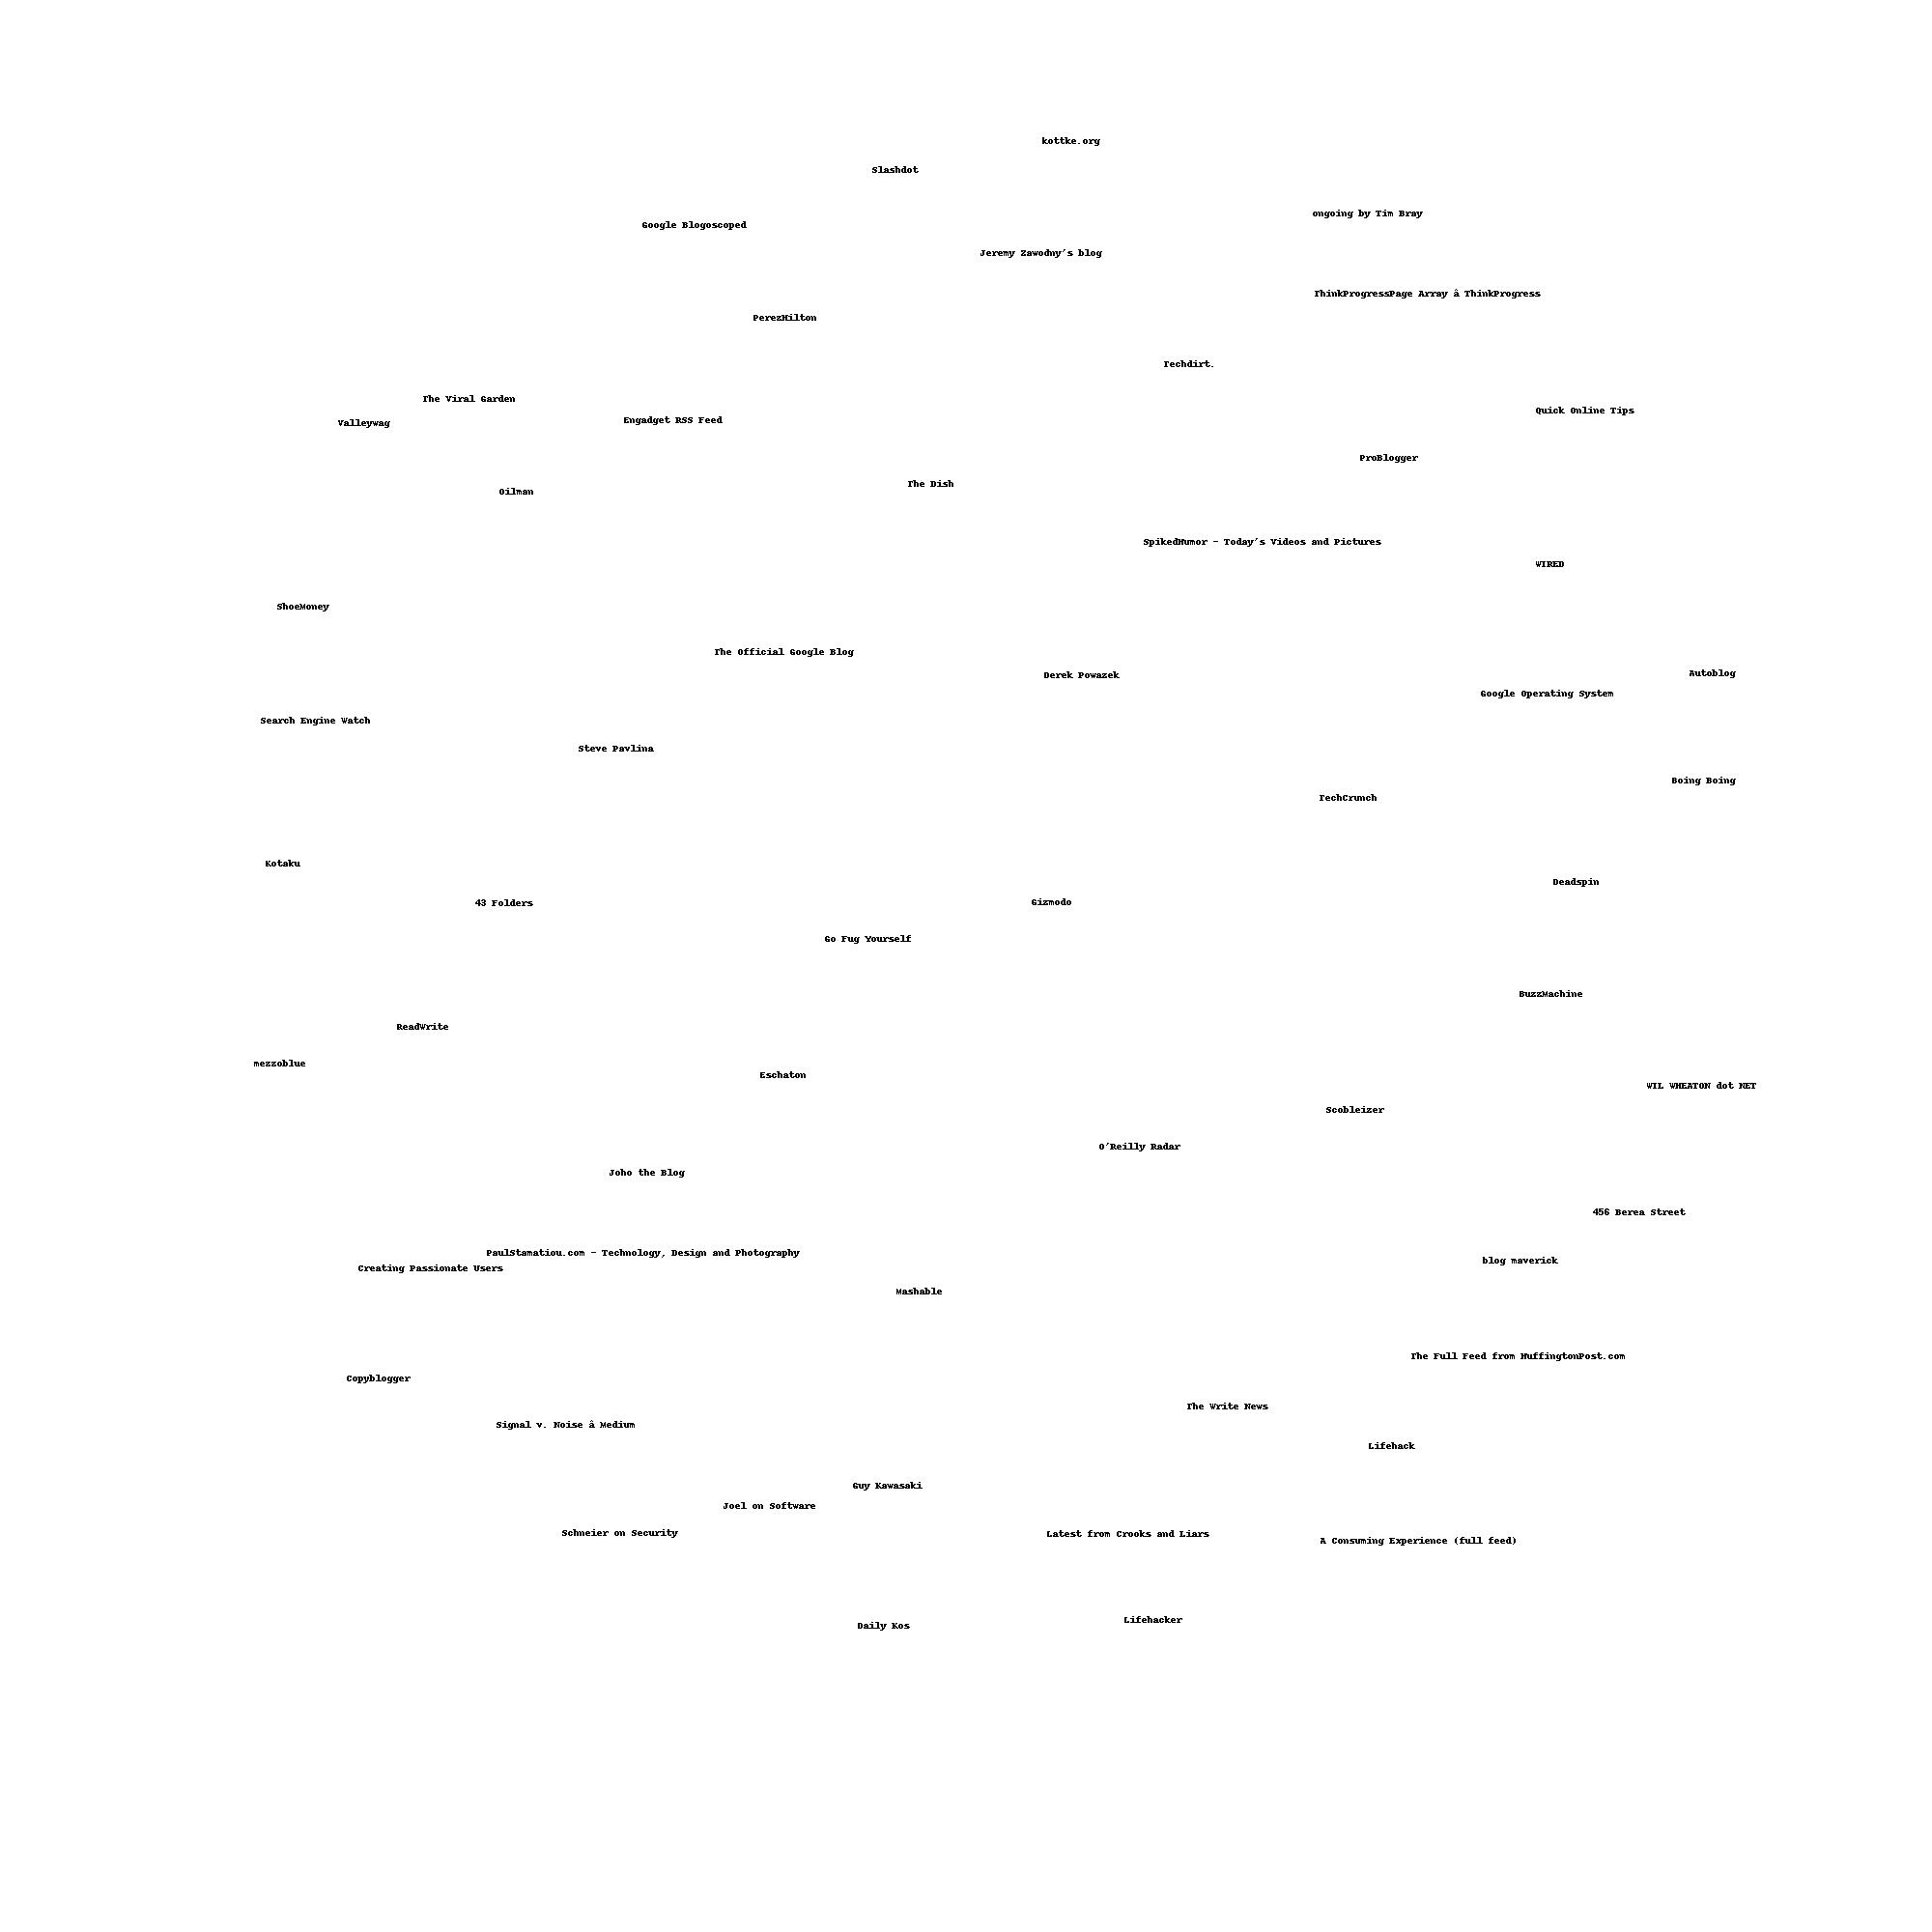 kottke.org
Slashdot
ongoing by Tim Bray
Google Blogoscoped
Jeremy Zawodny's blog
ThinkProgressPage Array â ThinkProgress
PerezHilton
Techdirt.
The Viral Garden
Quick Online Tips
Engadget RSS Feed
Valleywag
ProBlogger
The Dish
Oilman
SpikedHumor - Today's Videos and Pictures
WIRED
ShoeMoney
The Official Google Blog
Autoblog
Derek Powazek
Google Operating System
Search Engine Watch
Steve Pavlina
Boing Boing
TechCrunch
Kotaku
Deadspin
43 Folders
Gizmodo
Go Fug Yourself
BuzzMachine
ReadWrite
mezzoblue
Eschaton
WIL WHEATON dot NET
Scobleizer
O'Reilly Radar
Joho the Blog
456 Berea Street
PaulStamatiou.com - Technology, Design and Photography
blog maverick
Creating Passionate Users
Mashable
The Full Feed from HuffingtonPost.com
Copyblogger
The Write News
Signal v. Noise â Medium
Lifehack
Guy Kawasaki
Joel on Software
Schneier on Security
Latest from Crooks and Liars
A Consuming Experience (full feed)
Lifehacker
Daily Kos